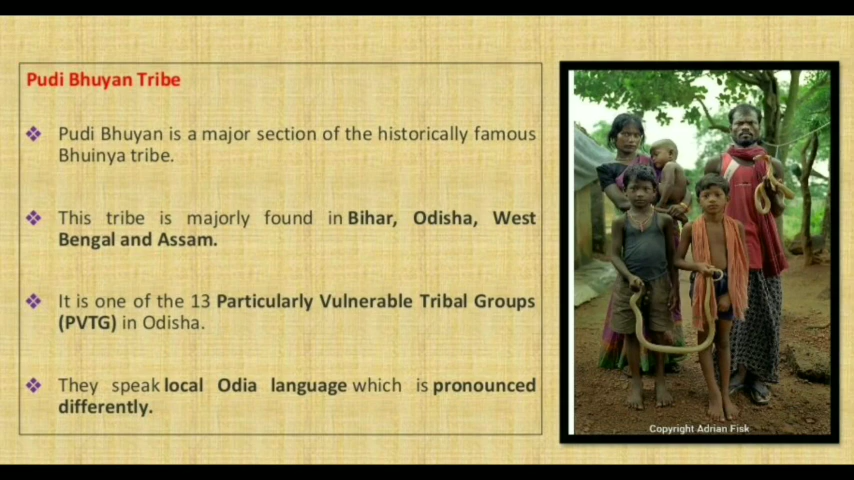 Pudi Bhuyan Tribe
Pudi Bhuyan is a major section of the historically famous
Bhuinya tribe.
This tribe is majorly found in Bihar, Odisha, West
Bengal and Assam.
It is one of the 13 Particularly Vulnerable Tribal Groups
(PVTG) in Odisha.
They speak local Odia language which is pronounced
differently.
Copyright Adrian Fisk